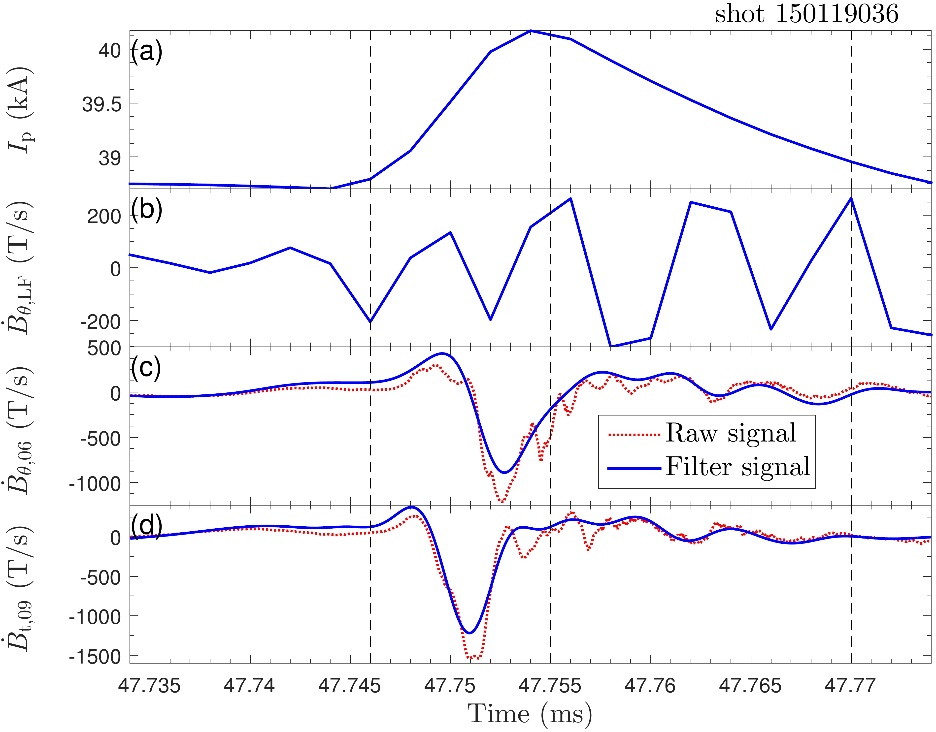 shot 150119036
(a)
40
39.5
39
I_p (kA)
(b)
200
0
-200
Ḃ_θ,LF (T/s)
(c)
500
0
-500
-1000
Ḃ_θ,06 (T/s)
Raw signal
Filter signal
(d)
0
-500
-1000
-1500
Ḃ_t,09 (T/s)
47.735 47.74 47.745 47.75 47.755 47.76 47.765 47.77
Time (ms)